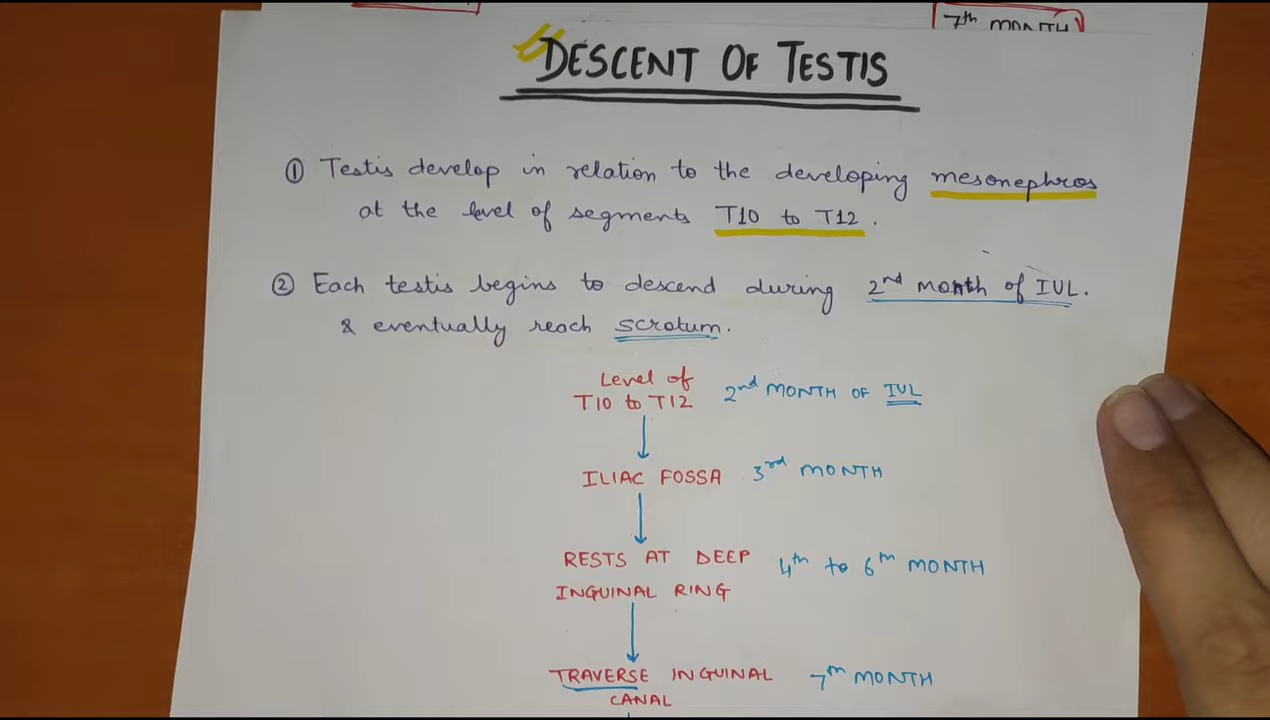 7th MONTH
DESCENT OF TESTIS
① Testis develop in relation to the developing mesonephros
at the level of segments T10 to T12.
② Each testis begins to descend during 2nd month of IUL.
& eventually reach scrotum.
Level of
T10 to T12 2nd MONTH OF IUL
ILIAC FOSSA 3rd MONTH
RESTS AT DEEP
INGUINAL RING 4th to 6th MONTH
TRAVERSE INGUINAL 7th MONTH
CANAL